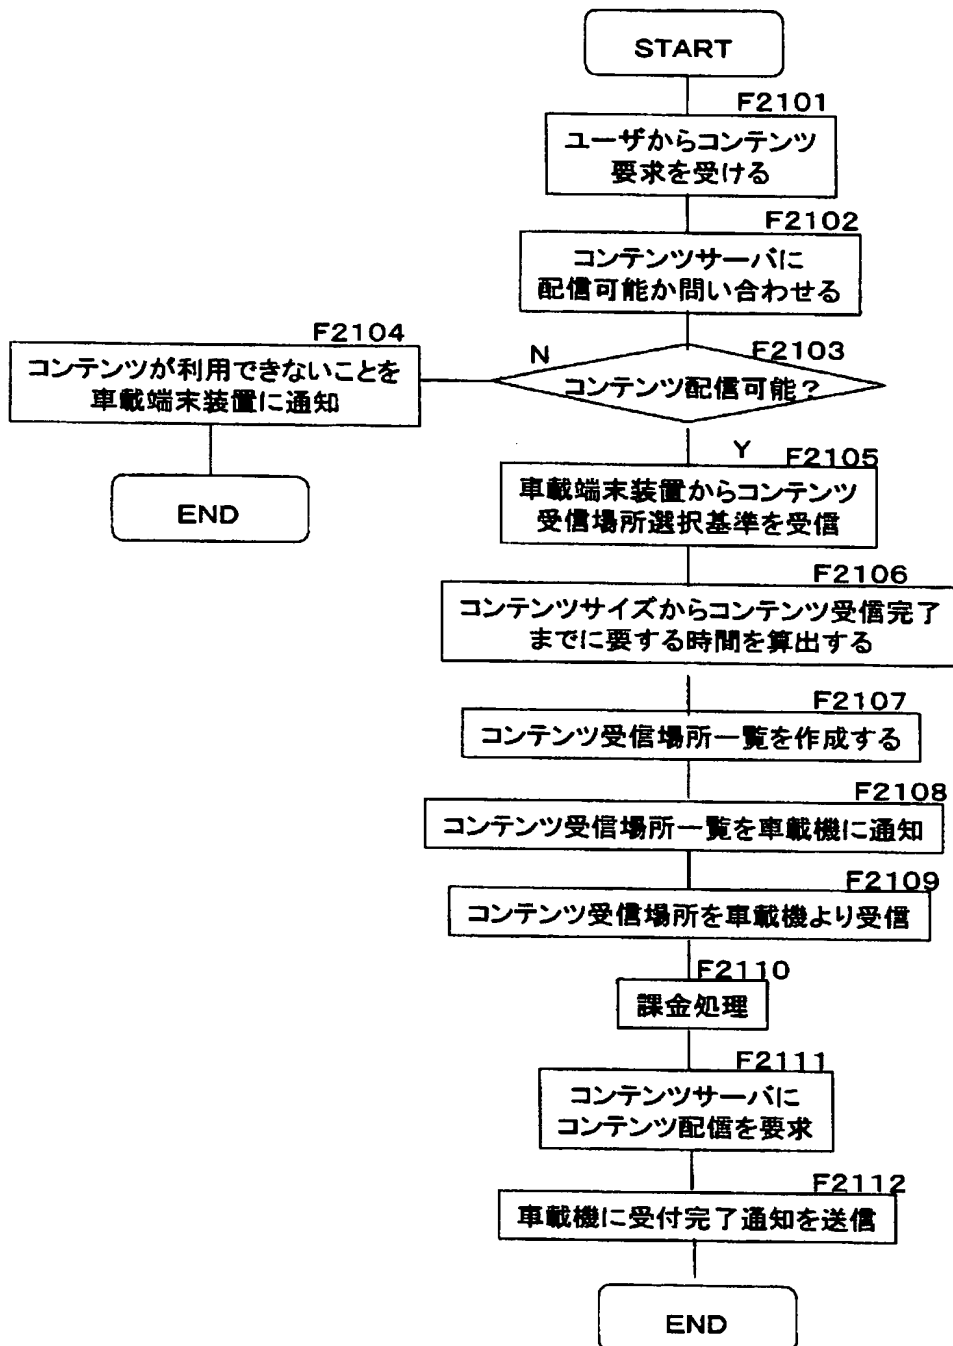 START
F2101
ユーザからコンテンツ
要求を受ける
F2102
コンテンツサーバに
配信可能か問い合わせる
F2103
コンテンツ配信可能？
N
F2104
コンテンツが利用できないことを
車載端末装置に通知
END
Y
F2105
車載端末装置からコンテンツ
受信場所選択基準を受信
F2106
コンテンツサイズからコンテンツ受信完了
までに要する時間を算出する
F2107
コンテンツ受信場所一覧を作成する
F2108
コンテンツ受信場所一覧を車載機に通知
F2109
コンテンツ受信場所を車載機より受信
F2110
課金処理
F2111
コンテンツサーバに
コンテンツ配信を要求
F2112
車載機に受付完了通知を送信
END